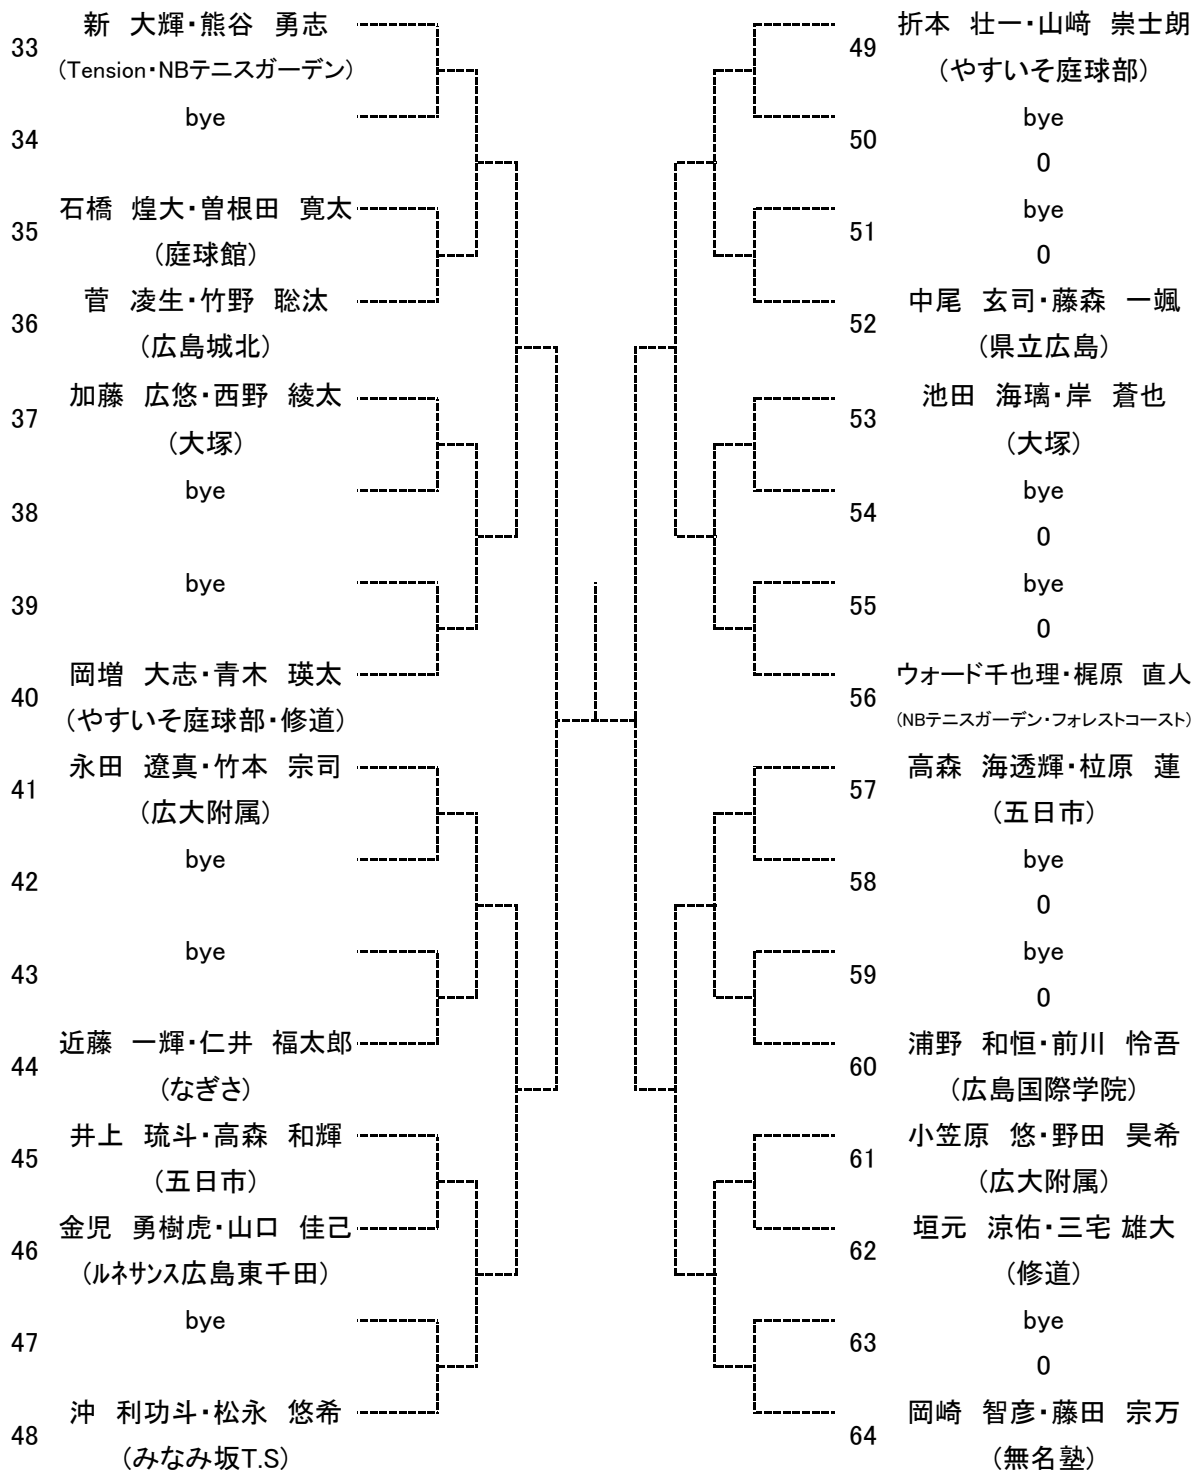 33
新　大輝・熊谷　勇志
(Tension・NBテニスガーデン)
34
bye
35
石橋　煌大・曽根田　寛太
(庭球館)
36
菅　凌生・竹野　聡汰
(広島城北)
37
加藤　広悠・西野　綾太
(大塚)
38
bye
39
bye
40
岡増　大志・青木　瑛太
(やすいそ庭球部・修道)
41
永田　遼真・竹本　宗司
(広大附属)
42
bye
43
bye
44
近藤　一輝・仁井　福太郎
(なぎさ)
45
井上　琉斗・高森　和輝
(五日市)
46
金児　勇樹虎・山口　佳己
(ルネサンス広島東千田)
47
bye
48
沖　利功斗・松永　悠希
(みなみ坂T.S)
49
折本　壮一・山﨑　崇士朗
(やすいそ庭球部)
50
bye
0
51
bye
0
52
中尾　玄司・藤森　一颯
(県立広島)
53
池田　海璃・岸　蒼也
(大塚)
54
bye
0
55
bye
0
56
ウォード千也理・梶原　直人
(NBテニスガーデン・フォレストコースト)
57
高森　海透輝・柆原　蓮
(五日市)
58
bye
0
59
bye
0
60
浦野　和恒・前川　怜吾
(広島国際学院)
61
小笠原　悠・野田　昊希
(広大附属)
62
垣元　涼佑・三宅 雄大
(修道)
63
bye
0
64
岡崎　智彦・藤田　宗万
(無名塾)